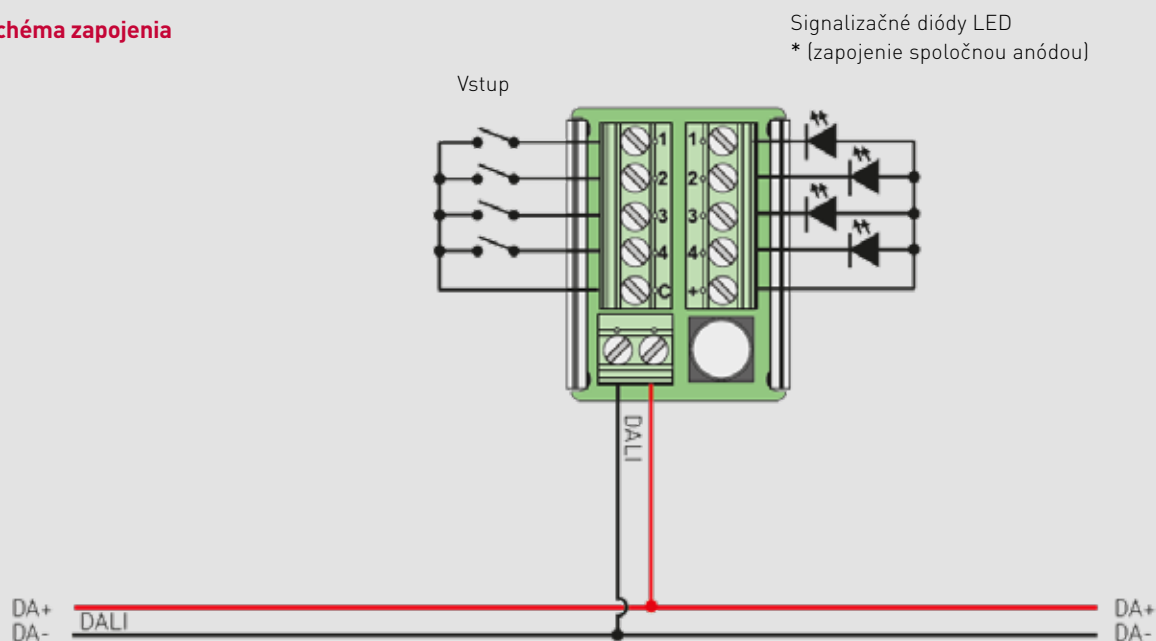 chéma zapojenia
Signalizačné diódy LED
* (zapojenie spoločnou anódou)
Vstup
1 1
2 2
3 3
4 4
C +
DALI
DA+ DA+
DALI
DA- DA-